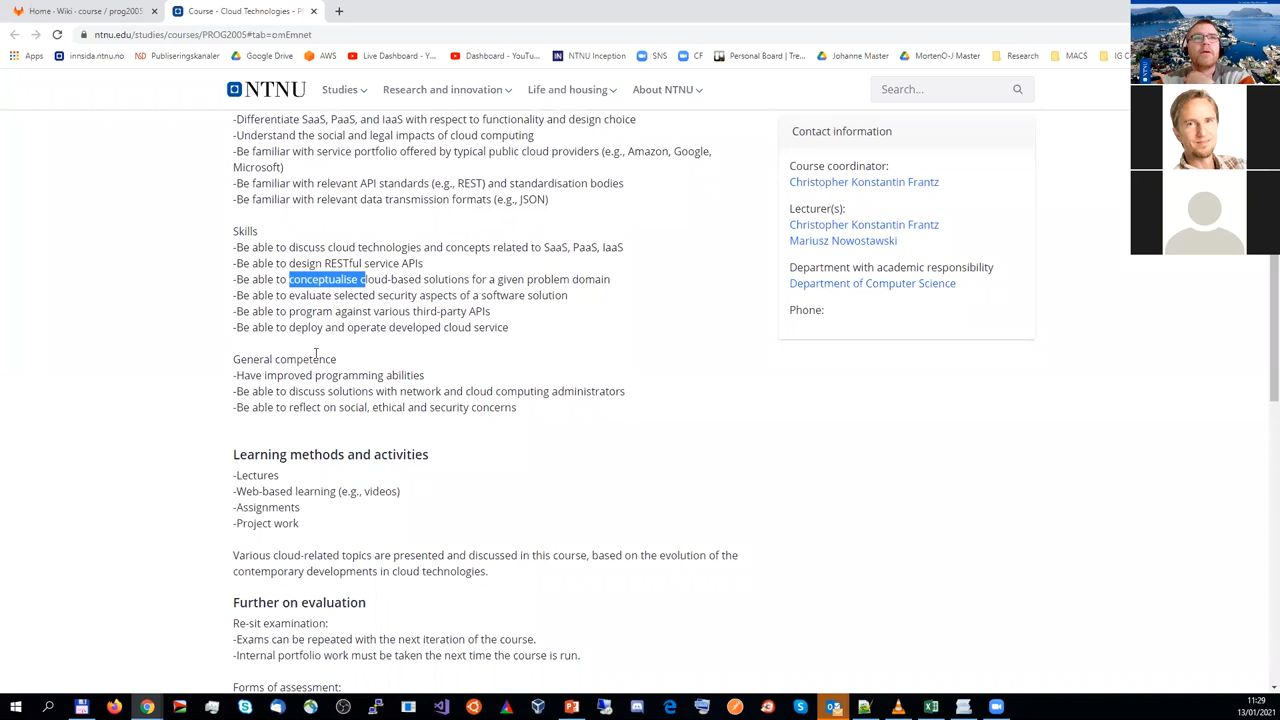 Home · Wiki · course / prog2005
Course - Cloud Technologies - P
ntnu.edu/studies/courses/PROG2005#tab=omEmnet
Apps
innsida.ntnu.no
Publiseringskanaler
Google Drive
AWS
Live Dashboard - Y...
Dashboard - YouTu...
NTNU Inception
SNS
CF
Personal Board | Tre...
Johanne Master
MortenO-J Master
Research
MACS
IG C
NTNU
Studies
Research and innovation
Life and housing
About NTNU
Search...
-Differentiate SaaS, PaaS, and IaaS with respect to functionality and design choice
-Understand the social and legal impacts of cloud computing
-Be familiar with service portfolio offered by typical public cloud providers (e.g., Amazon, Google,
Microsoft)
-Be familiar with relevant API standards (e.g., REST) and standardisation bodies
-Be familiar with relevant data transmission formats (e.g., JSON)
Skills
-Be able to discuss cloud technologies and concepts related to SaaS, PaaS, IaaS
-Be able to design RESTful service APIs
-Be able to conceptualise cloud-based solutions for a given problem domain
-Be able to evaluate selected security aspects of a software solution
-Be able to program against various third-party APIs
-Be able to deploy and operate developed cloud service
General competence
-Have improved programming abilities
-Be able to discuss solutions with network and cloud computing administrators
-Be able to reflect on social, ethical and security concerns
Learning methods and activities
-Lectures
-Web-based learning (e.g., videos)
-Assignments
-Project work
Various cloud-related topics are presented and discussed in this course, based on the evolution of the
contemporary developments in cloud technologies.
Further on evaluation
Re-sit examination:
-Exams can be repeated with the next iteration of the course.
-Internal portfolio work must be taken the next time the course is run.
Forms of assessment:
Contact information
Course coordinator:
Christopher Konstantin Frantz
Lecturer(s):
Christopher Konstantin Frantz
Mariusz Nowostawski
Department with academic responsibility
Department of Computer Science
Phone:
NTNU
11:29
13/01/2021